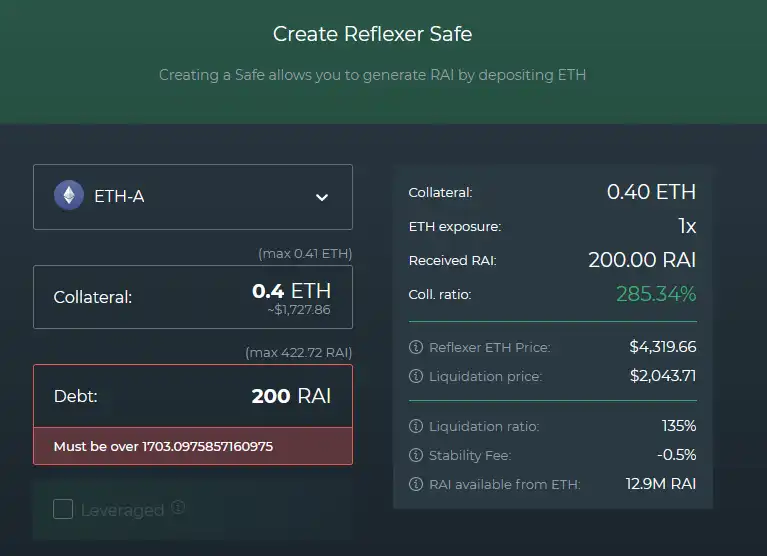 Create Reflexer Safe
Creating a Safe allows you to generate RAI by depositing ETH
ETH-A
(max 0.41 ETH)
Collateral: 0.4 ETH
~$1,727.86
(max 422.72 RAI)
Debt: 200 RAI
Must be over 1703.0975857160975
Leveraged
Collateral: 0.40 ETH
ETH exposure: 1x
Received RAI: 200.00 RAI
Coll. ratio: 285.34%
Reflexer ETH Price: $4,319.66
Liquidation price: $2,043.71
Liquidation ratio: 135%
Stability Fee: -0.5%
RAI available from ETH: 12.9M RAI